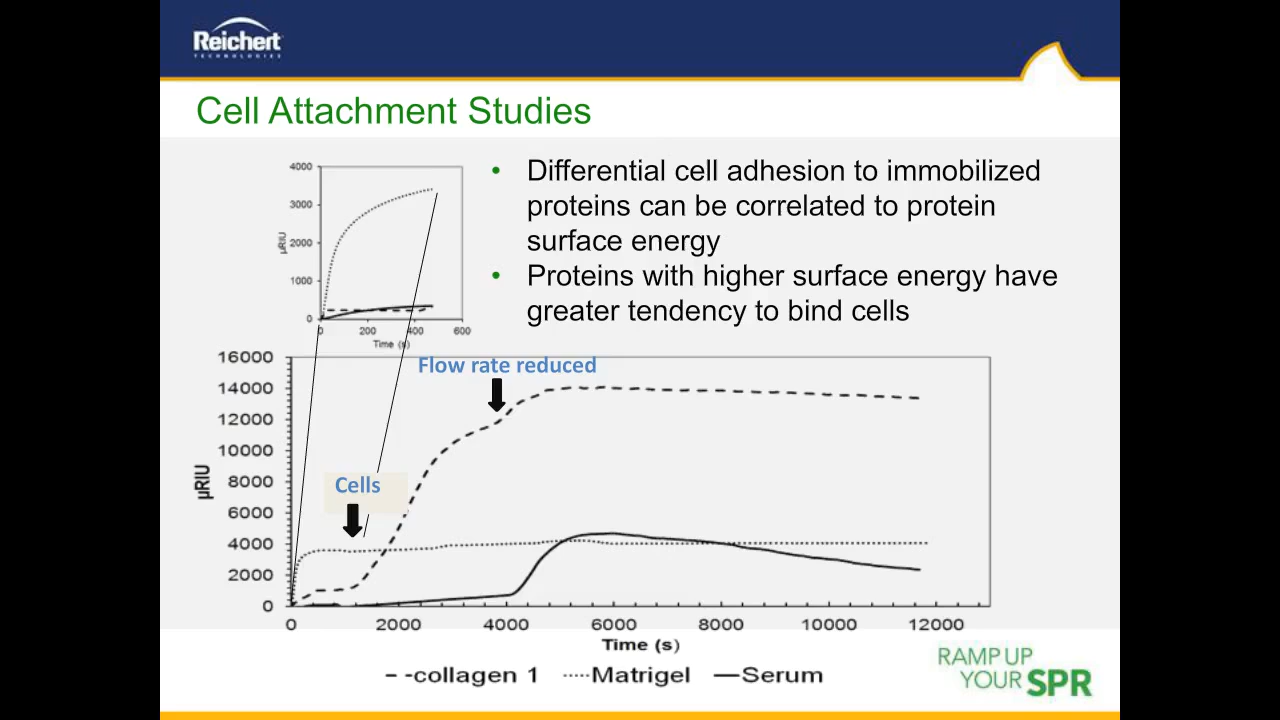 Reichert
TECHNOLOGIES
Cell Attachment Studies
4000
3000
2000
1000
0
µRIU
0 200 400 600
Time (s)
• Differential cell adhesion to immobilized
proteins can be correlated to protein
surface energy
• Proteins with higher surface energy have
greater tendency to bind cells
16000
14000
12000
10000
8000
6000
4000
2000
0
µRIU
Flow rate reduced
Cells
0 2000 4000 6000 8000 10000 12000
Time (s)
collagen 1 Matrigel Serum
RAMP UP
YOUR SPR